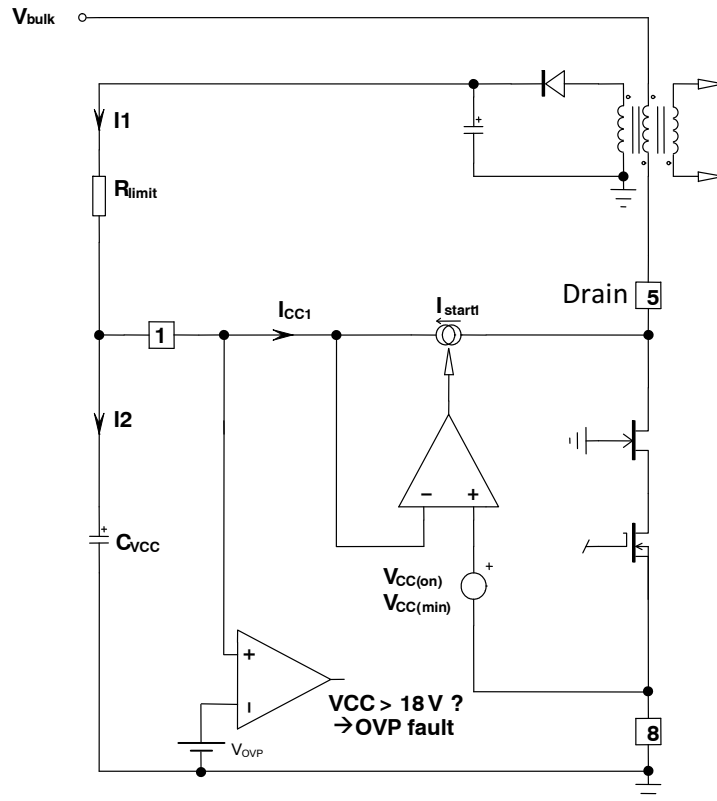 Vbulk
I1
Rlimit
Drain
5
1
ICC1
Istart1
I2
CVCC
VCC(on)
VCC(min)
VCC > 18 V ?
→OVP fault
VOVP
8